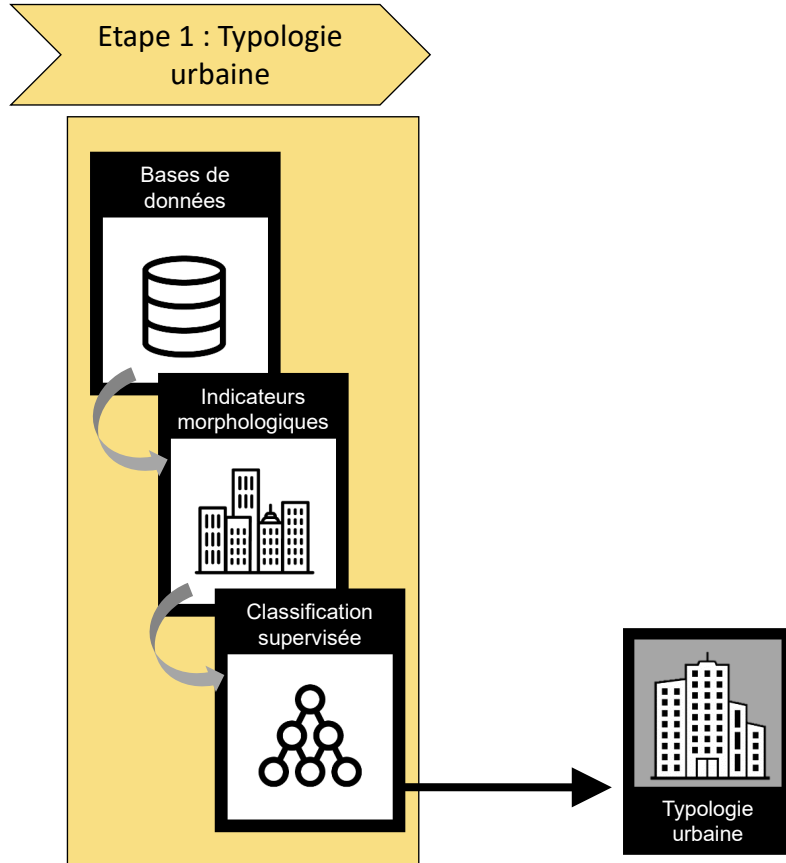 Etape 1 : Typologie
urbaine
Bases de
données
Indicateurs
morphologiques
Classification
supervisée
Typologie
urbaine